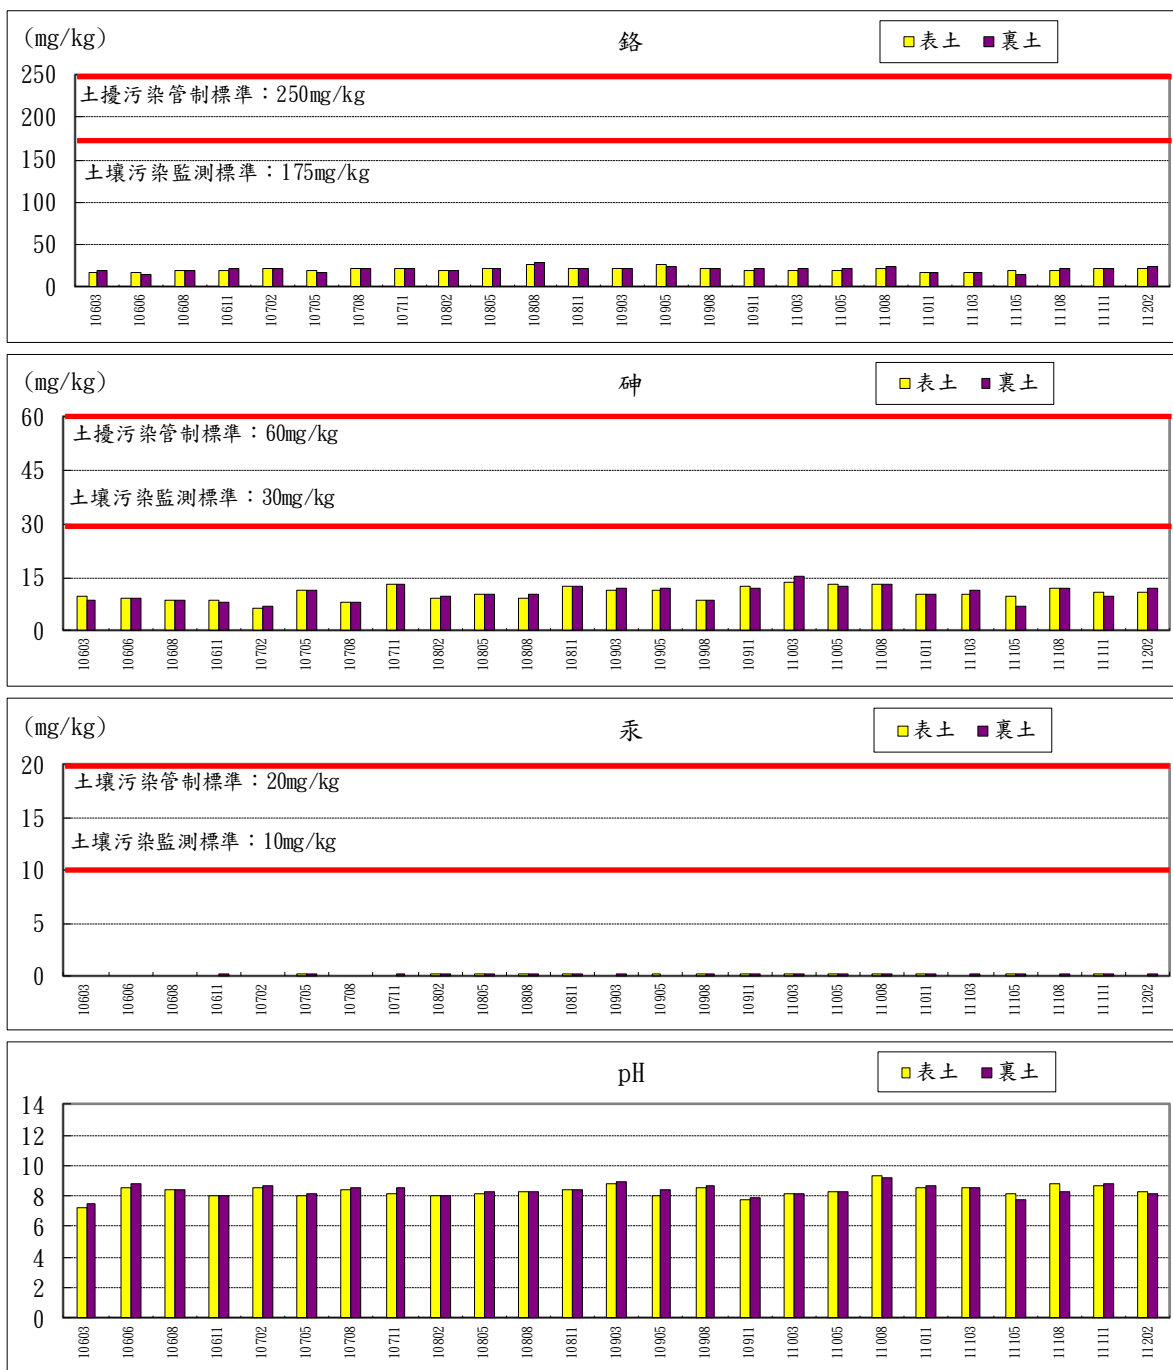 (mg/kg)
鉻
表土 裏土
250
土擾污染管制標準：250mg/kg
200
150
土壤污染監測標準：175mg/kg
100
50
0
10603 10606 10608 10611 10702 10705 10708 10711 10802 10805 10808 10811 10903 10905 10908 10911 11003 11005 11008 11011 11103 11105 11108 11111 11202
(mg/kg)
砷
表土 裏土
60
土擾污染管制標準：60mg/kg
45
土壤污染監測標準：30mg/kg
30
15
0
10603 10606 10608 10611 10702 10705 10708 10711 10802 10805 10808 10811 10903 10905 10908 10911 11003 11005 11008 11011 11103 11105 11108 11111 11202
(mg/kg)
汞
表土 裏土
20
土壤污染管制標準：20mg/kg
15
土壤污染監測標準：10mg/kg
10
5
0
10603 10606 10608 10611 10702 10705 10708 10711 10802 10805 10808 10811 10903 10905 10908 10911 11003 11005 11008 11011 11103 11105 11108 11111 11202
pH
表土 裏土
14
12
10
8
6
4
2
0
10603 10606 10608 10611 10702 10705 10708 10711 10802 10805 10808 10811 10903 10905 10908 10911 11003 11005 11008 11011 11103 11105 11108 11111 11202